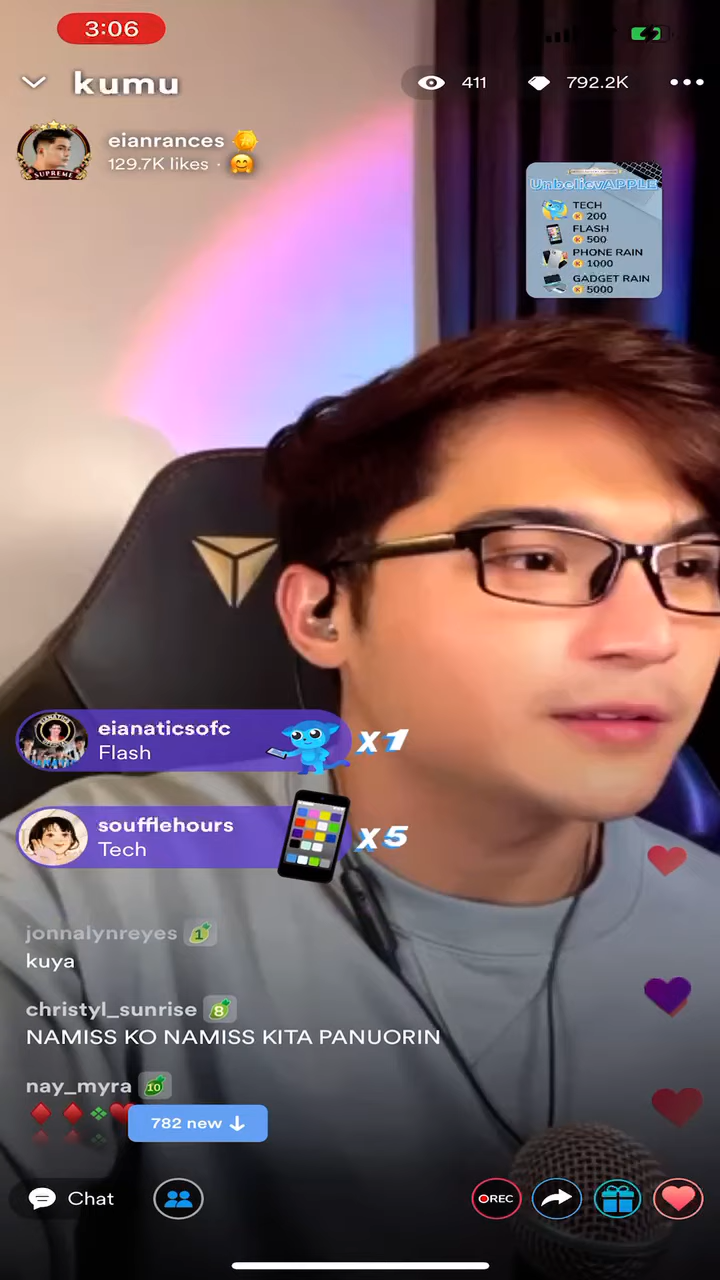 3:06
kumu
411
792.2K
eianrances
129.7K likes ·
SUPREME
UnbelievAPPLE
TECH
200
FLASH
500
PHONE RAIN
1000
GADGET RAIN
5000
eianaticsofc
Flash
X1
soufflehours
Tech
X5
jonnalynreyes 1
kuya
christyl_sunrise 8
NAMISS KO NAMISS KITA PANUORIN
nay_myra 10
782 new
Chat
REC